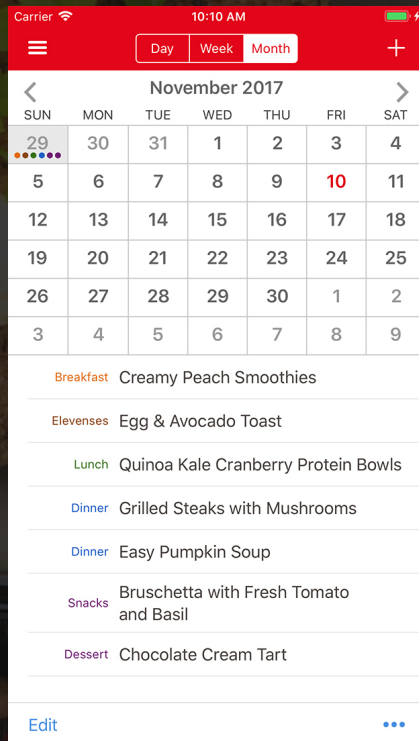 Carrier 10:10 AM
Day Week Month
November 2017
SUN MON TUE WED THU FRI SAT
29 30 31 1 2 3 4
5 6 7 8 9 10 11
12 13 14 15 16 17 18
19 20 21 22 23 24 25
26 27 28 29 30 1 2
3 4 5 6 7 8 9
Breakfast Creamy Peach Smoothies
Elevenses Egg & Avocado Toast
Lunch Quinoa Kale Cranberry Protein Bowls
Dinner Grilled Steaks with Mushrooms
Dinner Easy Pumpkin Soup
Snacks Bruschetta with Fresh Tomato
and Basil
Dessert Chocolate Cream Tart
Edit